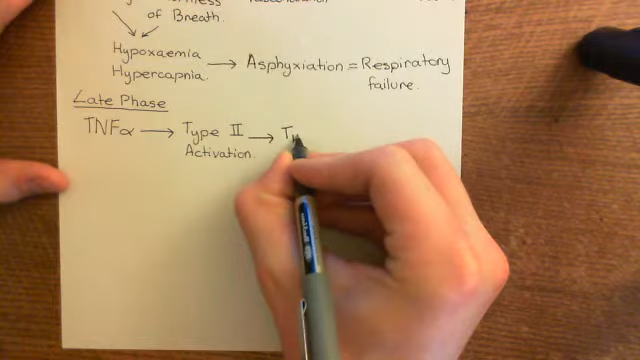 of Breath.
Hypoxaemia
Hypercapnia. → Asphyxiation = Respiratory
failure.
Late Phase
TNFα → Type II → T
Activation.